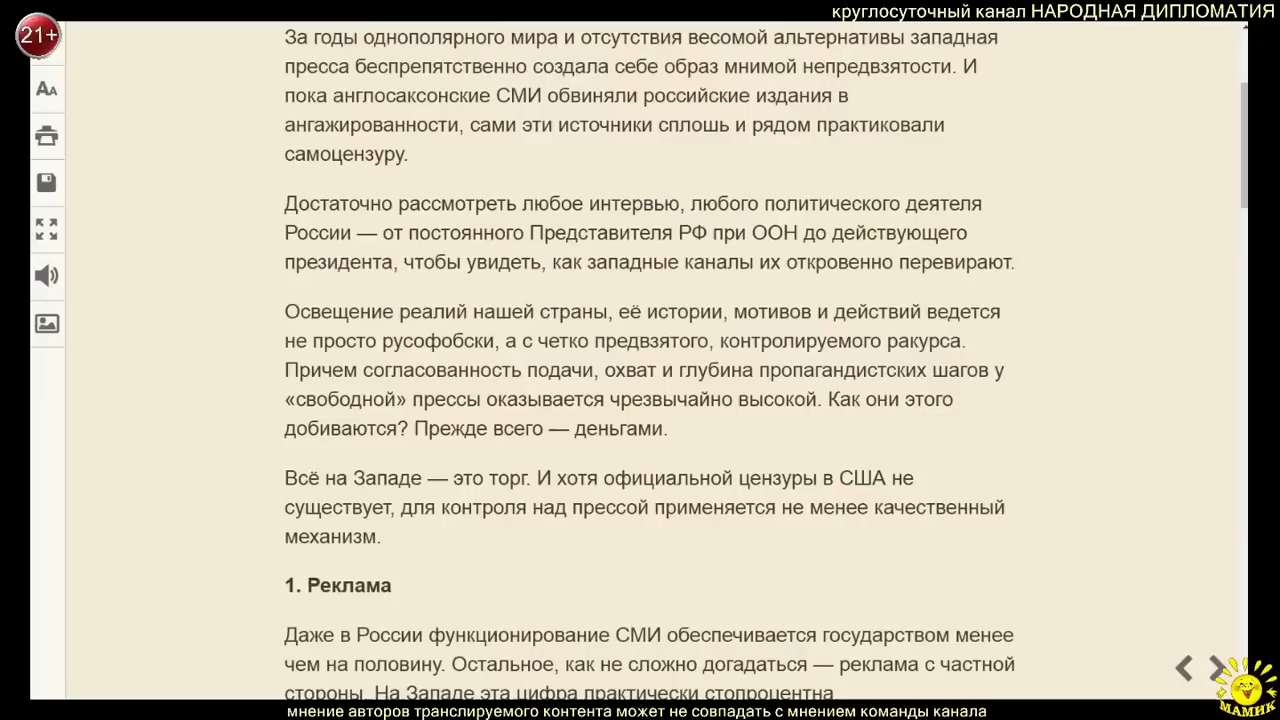 круглосуточный канал НАРОДНАЯ ДИПЛОМАТИЯ
21+
За годы однополярного мира и отсутствия весомой альтернативы западная
пресса беспрепятственно создала себе образ мнимой непредвзятости. И
пока англосаксонские СМИ обвиняли российские издания в
ангажированности, сами эти источники сплошь и рядом практиковали
самоцензуру.
Достаточно рассмотреть любое интервью, любого политического деятеля
России — от постоянного Представителя РФ при ООН до действующего
президента, чтобы увидеть, как западные каналы их откровенно перевирают.
Освещение реалий нашей страны, её истории, мотивов и действий ведется
не просто русофобски, а с четко предвзятого, контролируемого ракурса.
Причем согласованность подачи, охват и глубина пропагандистских шагов у
«свободной» прессы оказывается чрезвычайно высокой. Как они этого
добиваются? Прежде всего — деньгами.
Всё на Западе — это торг. И хотя официальной цензуры в США не
существует, для контроля над прессой применяется не менее качественный
механизм.
1. Реклама
Даже в России функционирование СМИ обеспечивается государством менее
чем на половину. Остальное, как не сложно догадаться — реклама с частной
стороны. На Западе эта цифра практически стопроцентна.
МАМИК
мнение авторов транслируемого контента может не совпадать с мнением команды канала